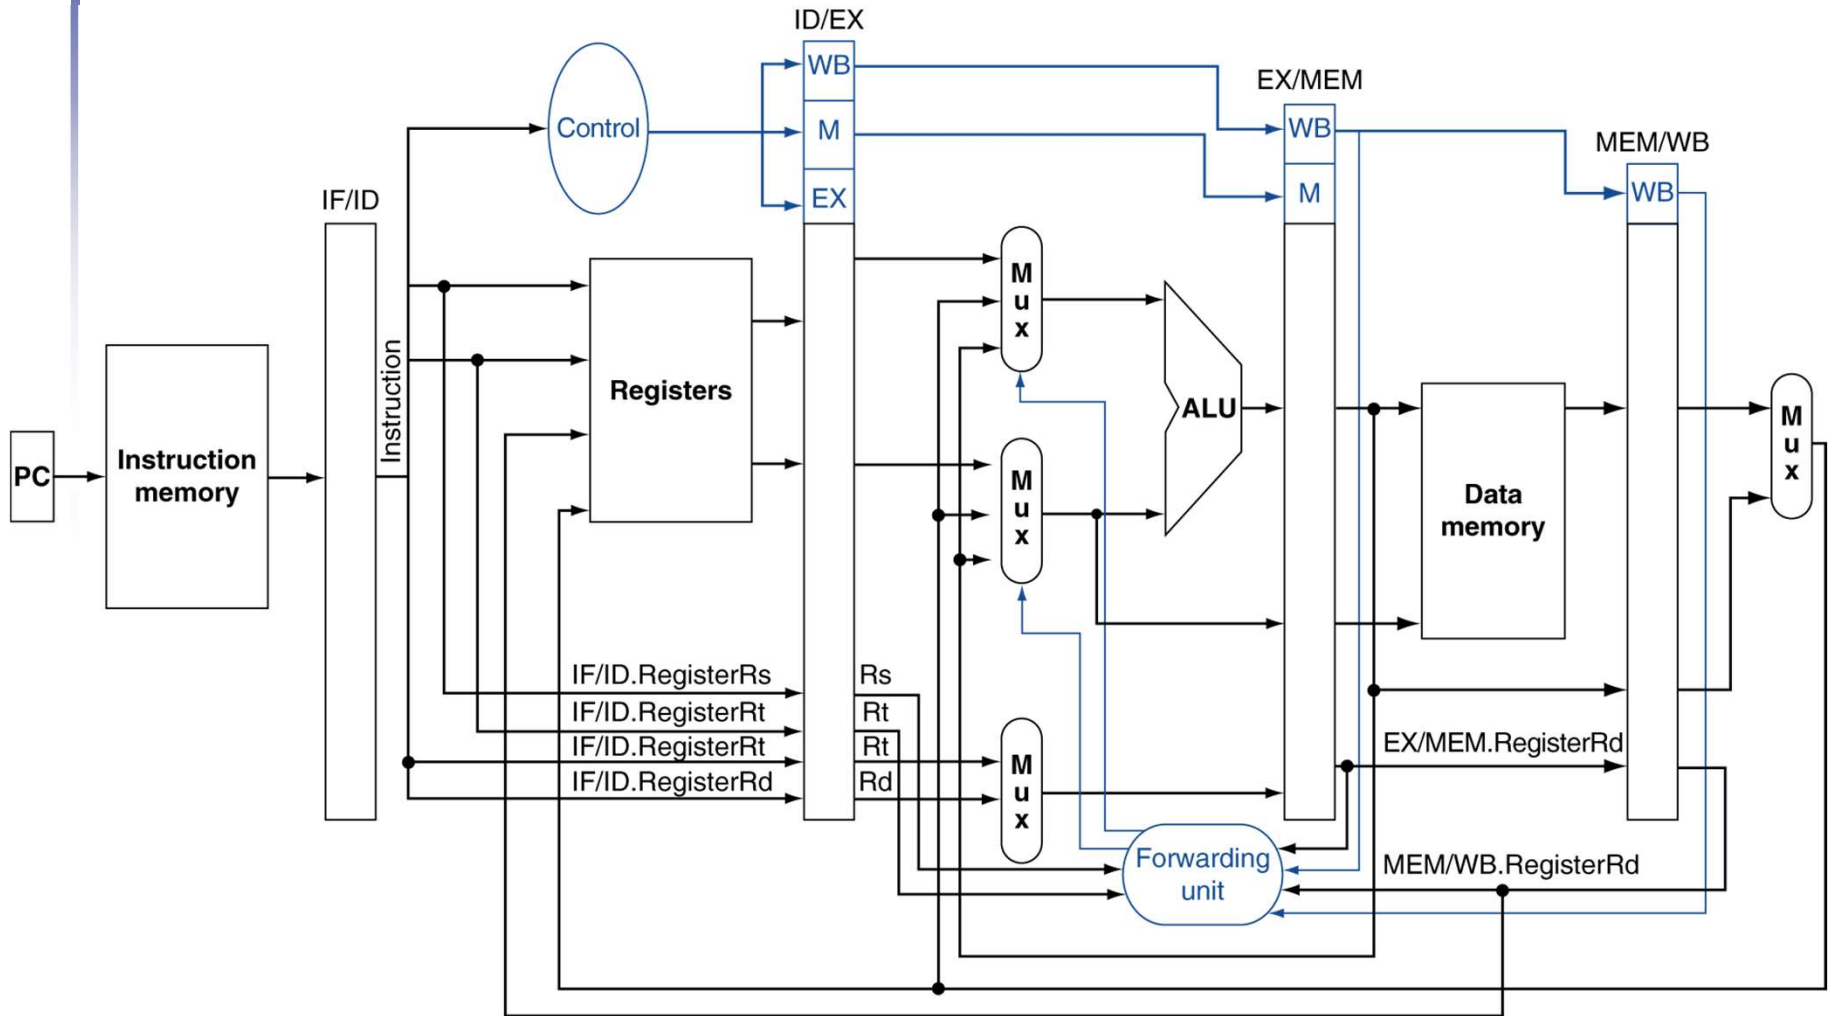 ID/EX
WB
M
EX
Control
EX/MEM
WB
M
MEM/WB
WB
IF/ID
PC
Instruction
memory
Instruction
Registers
M
u
x
M
u
x
ALU
Data
memory
M
u
x
IF/ID.RegisterRs
IF/ID.RegisterRt
IF/ID.RegisterRt
IF/ID.RegisterRd
Rs
Rt
Rt
Rd
M
u
x
EX/MEM.RegisterRd
Forwarding
unit
MEM/WB.RegisterRd